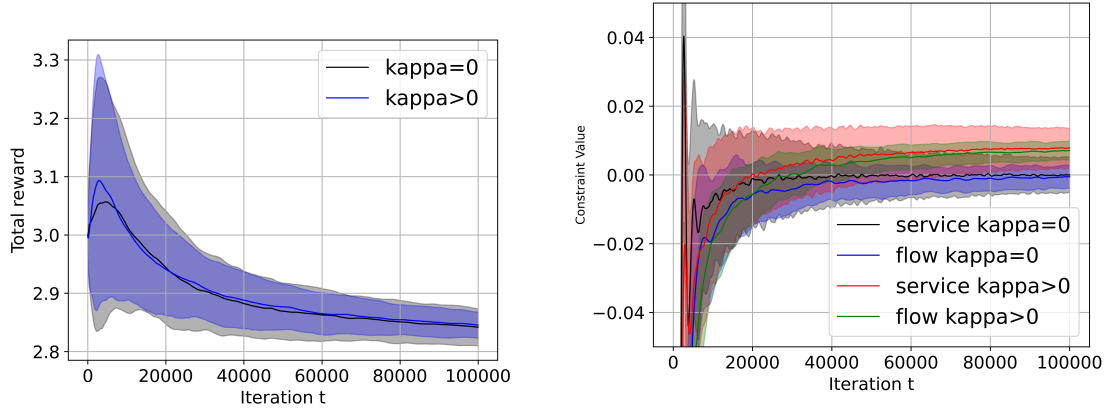 3.3
3.2
3.1
3.0
2.9
2.8
Total reward
kappa=0
kappa>0
0 20000 40000 60000 80000 100000
Iteration t
0.04
0.02
0.00
−0.02
−0.04
Constraint Value
service kappa=0
flow kappa=0
service kappa>0
flow kappa>0
0 20000 40000 60000 80000 100000
Iteration t